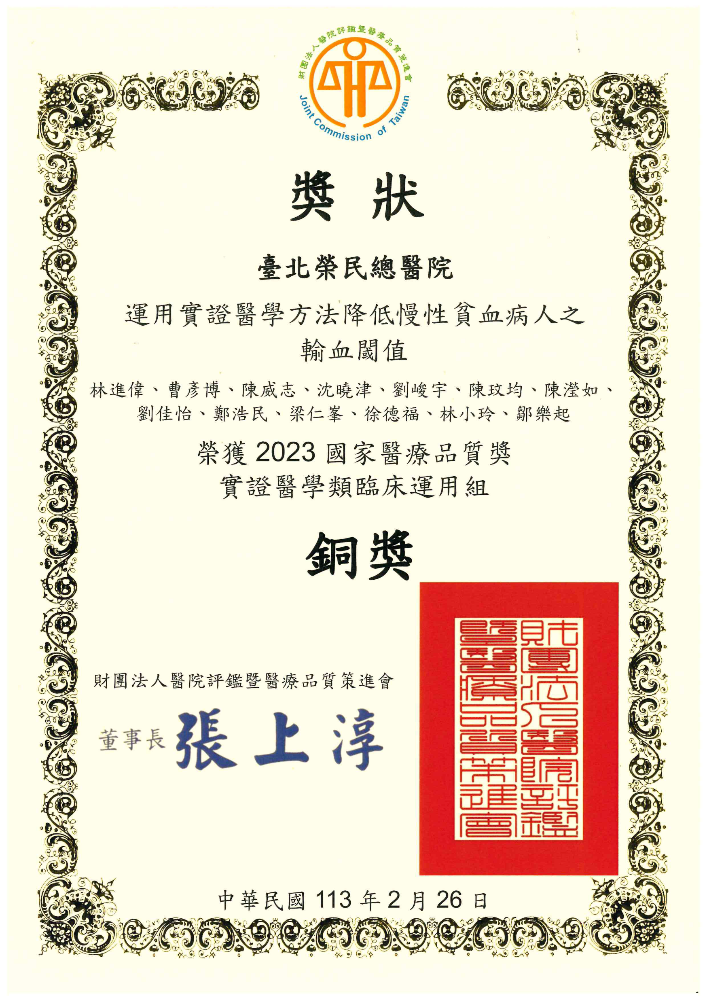 財團法人醫院評鑑暨醫療品質策進會
Joint Commission of Taiwan
獎狀
臺北榮民總醫院
運用實證醫學方法降低慢性貧血病人之
輸血閾值
林進偉、曹彥博、陳威志、沈曉津、劉峻宇、陳玟均、陳瀅如、
劉佳怡、鄭浩民、梁仁峯、徐德福、林小玲、鄒樂起
榮獲 2023 國家醫療品質獎
實證醫學類臨床運用組
銅獎
財團法人醫院評鑑暨醫療品質策進會
董事長 張上淳
財團法人醫院評鑑
暨醫療品質策進會
中華民國 113 年 2 月 26 日